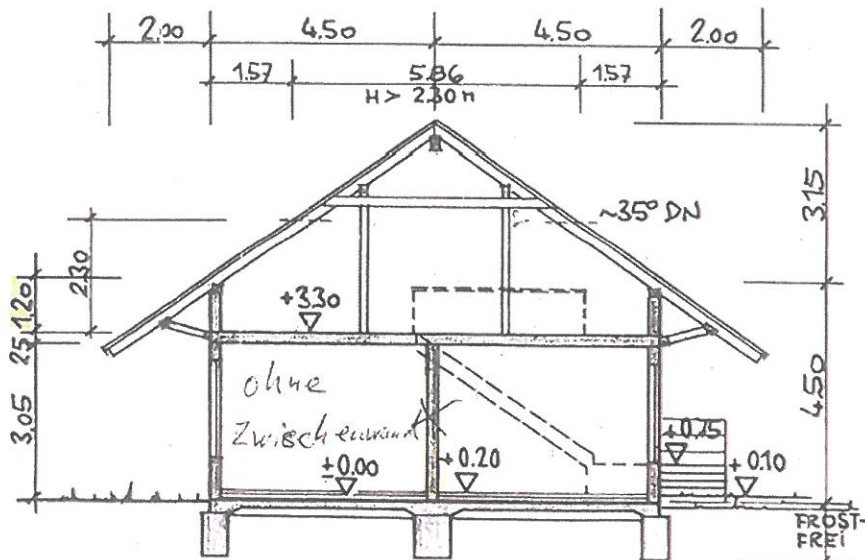 2.00 4.50 4.50 2.00
1.57 5.86 1.57
H > 2.30 m
~35° DN
3.15
2.30
1.20
+3.30
25
4.50
3.05
ohne
Zwischenwand
+0.75
±0.00 +0.20 +0.10
FROST-
FREI